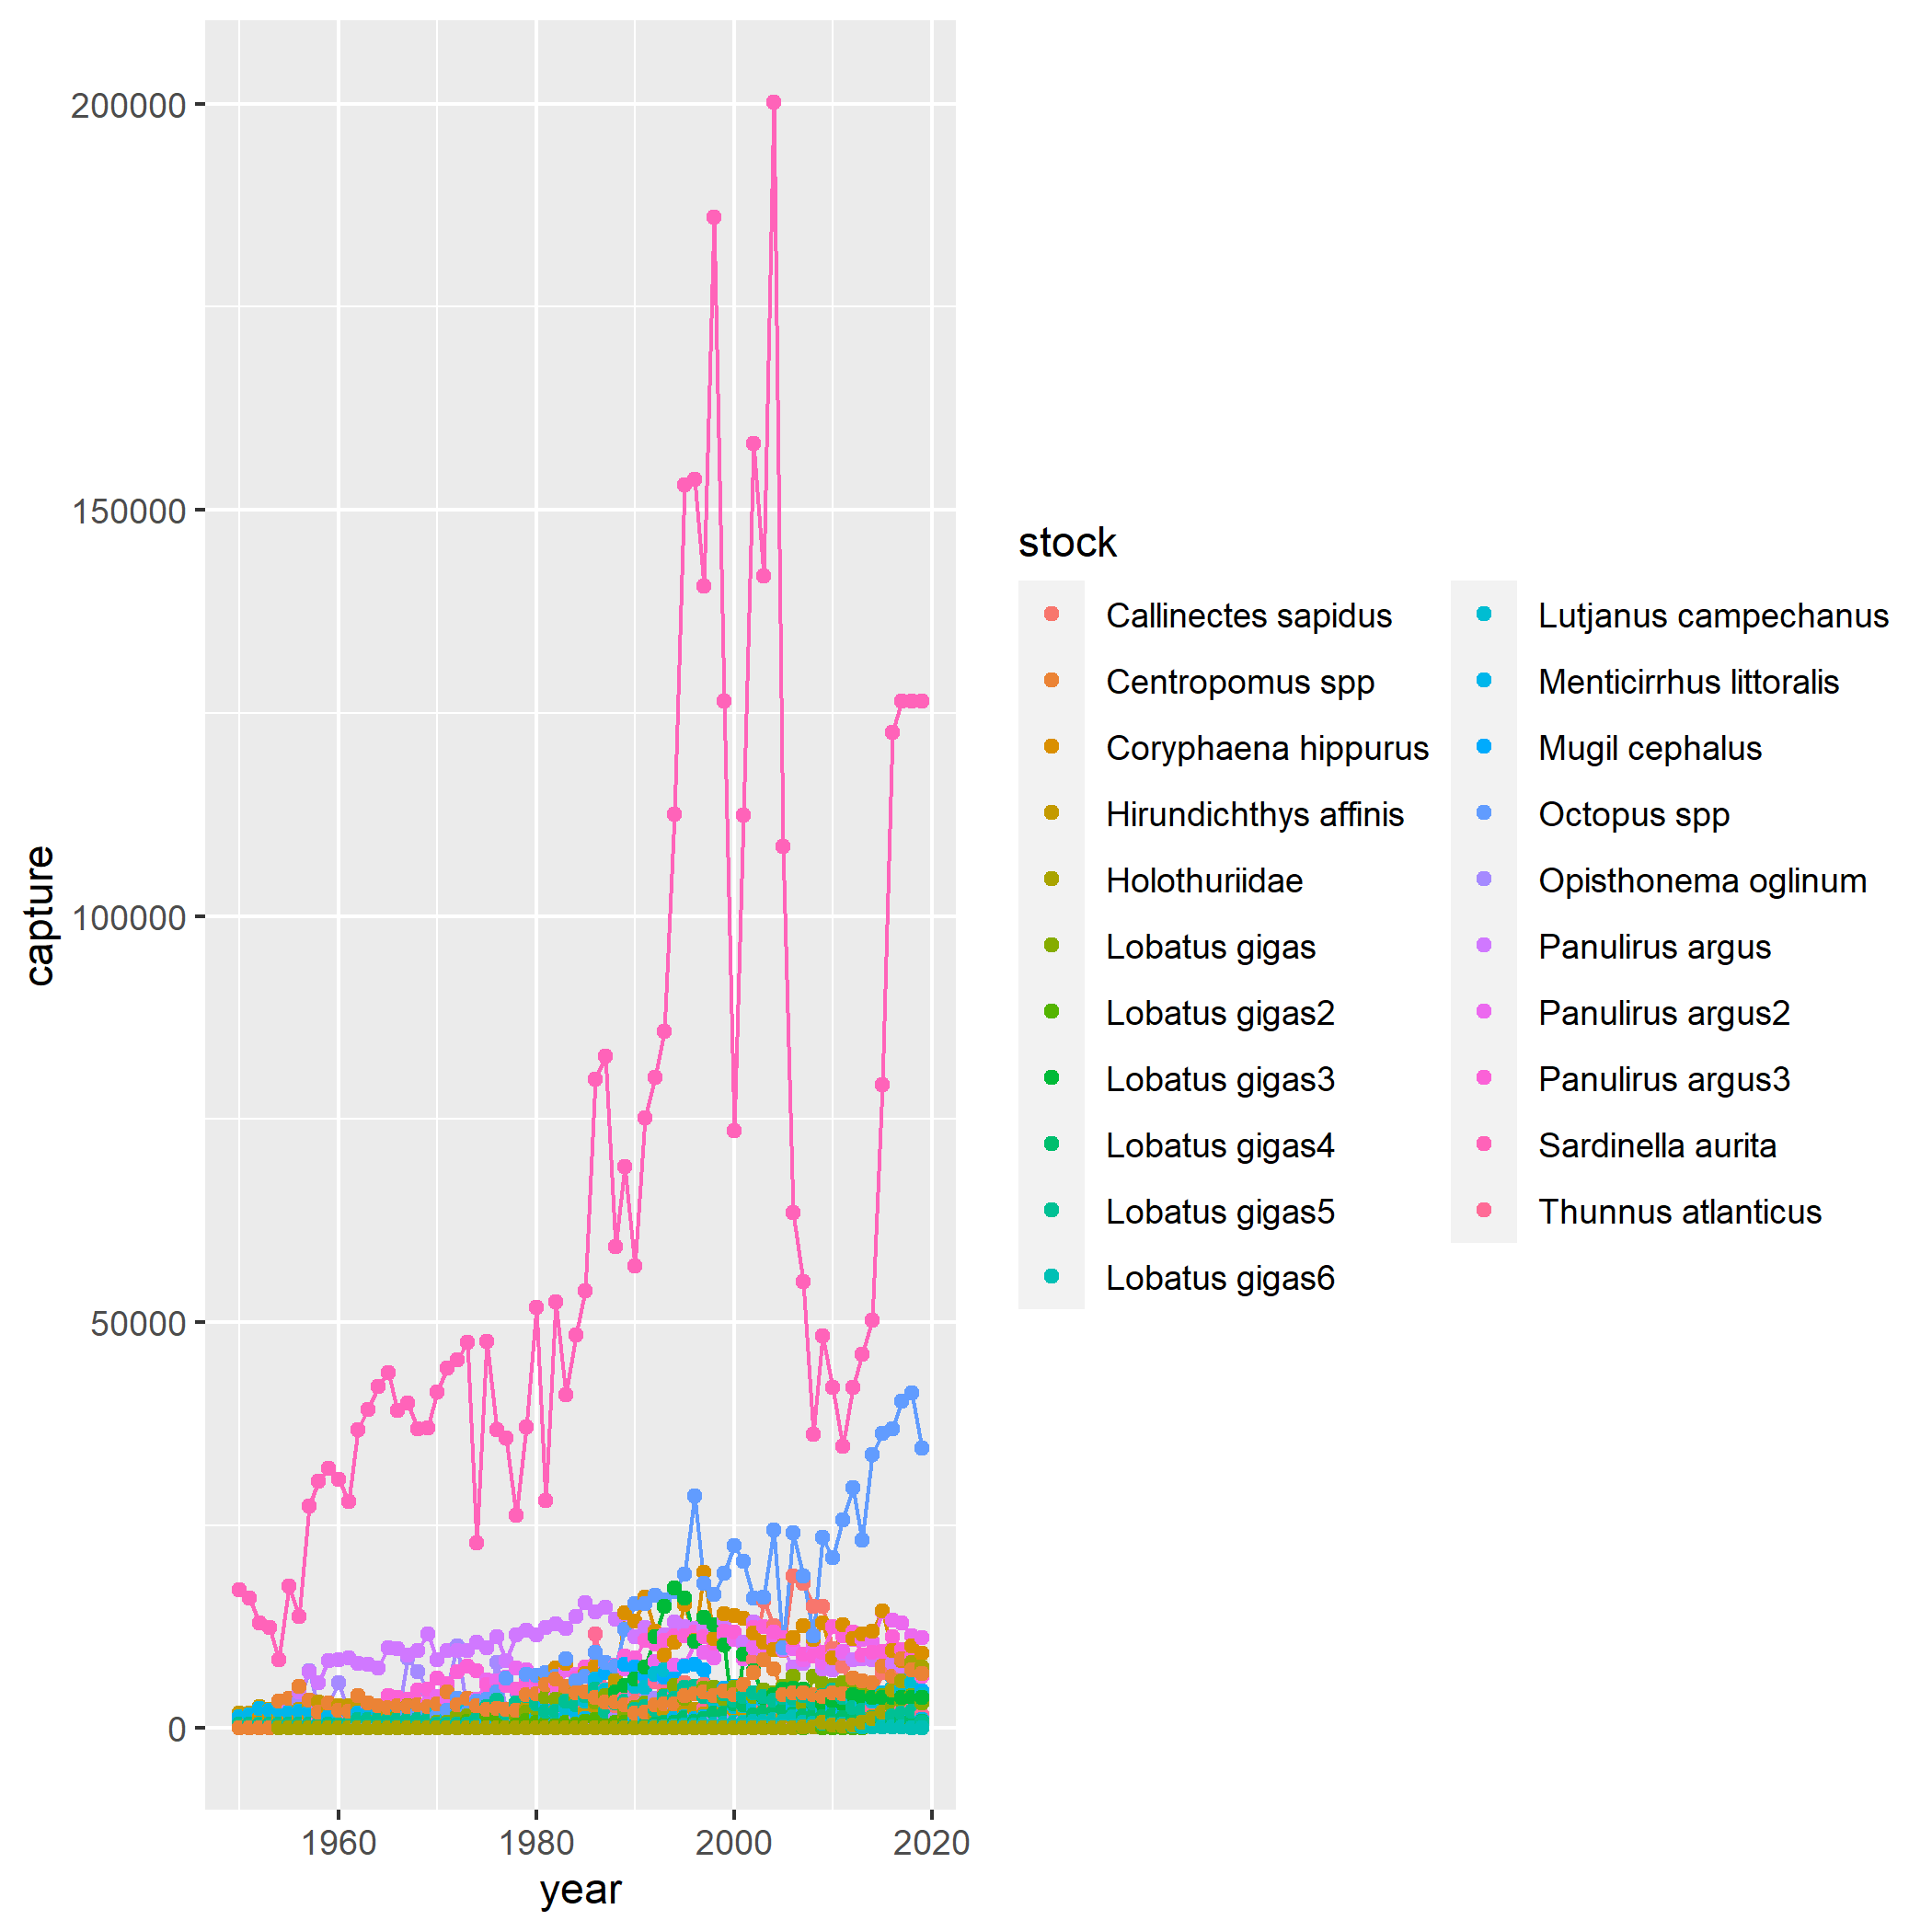 200000
150000
100000
50000
0
capture
1960 1980 2000 2020
year
stock
Callinectes sapidus
Centropomus spp
Coryphaena hippurus
Hirundichthys affinis
Holothuriidae
Lobatus gigas
Lobatus gigas2
Lobatus gigas3
Lobatus gigas4
Lobatus gigas5
Lobatus gigas6
Lutjanus campechanus
Menticirrhus littoralis
Mugil cephalus
Octopus spp
Opisthonema oglinum
Panulirus argus
Panulirus argus2
Panulirus argus3
Sardinella aurita
Thunnus atlanticus